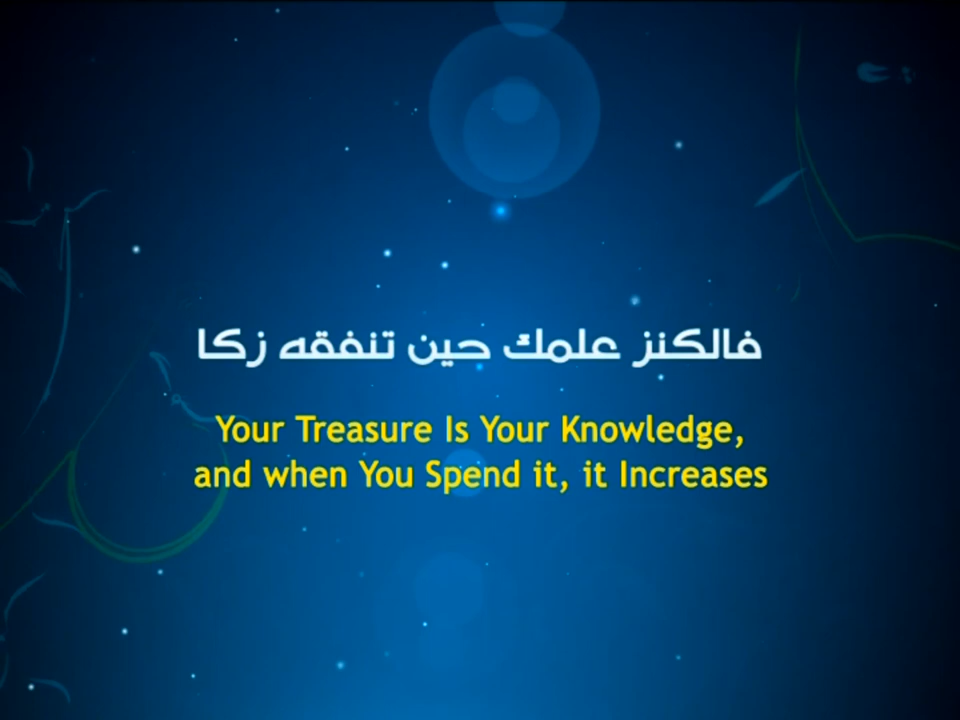 فالكنز علمك حين تنفقه زكا
Your Treasure Is Your Knowledge,
and when You Spend it, it Increases